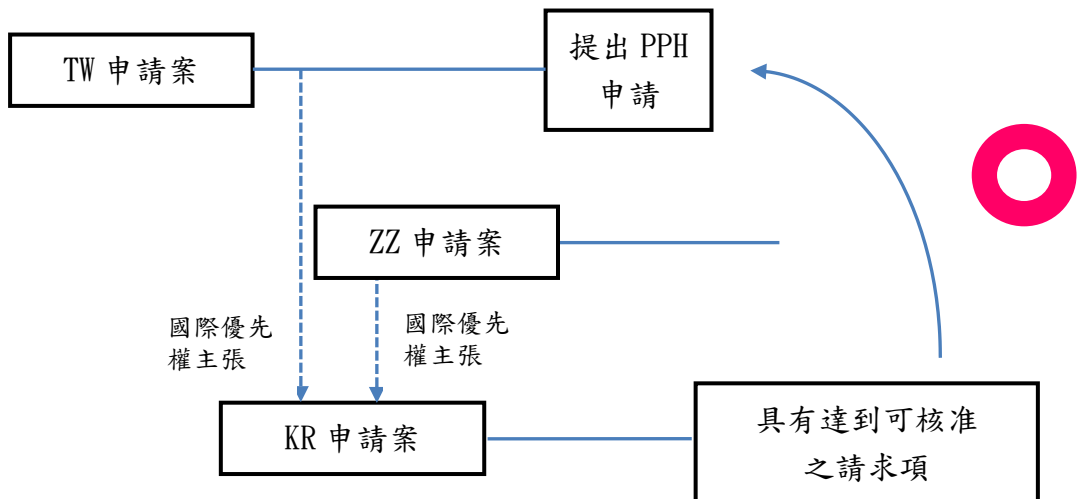 TW 申請案
提出 PPH
申請
ZZ 申請案
國際優先
權主張
國際優先
權主張
KR 申請案
具有達到可核准
之請求項